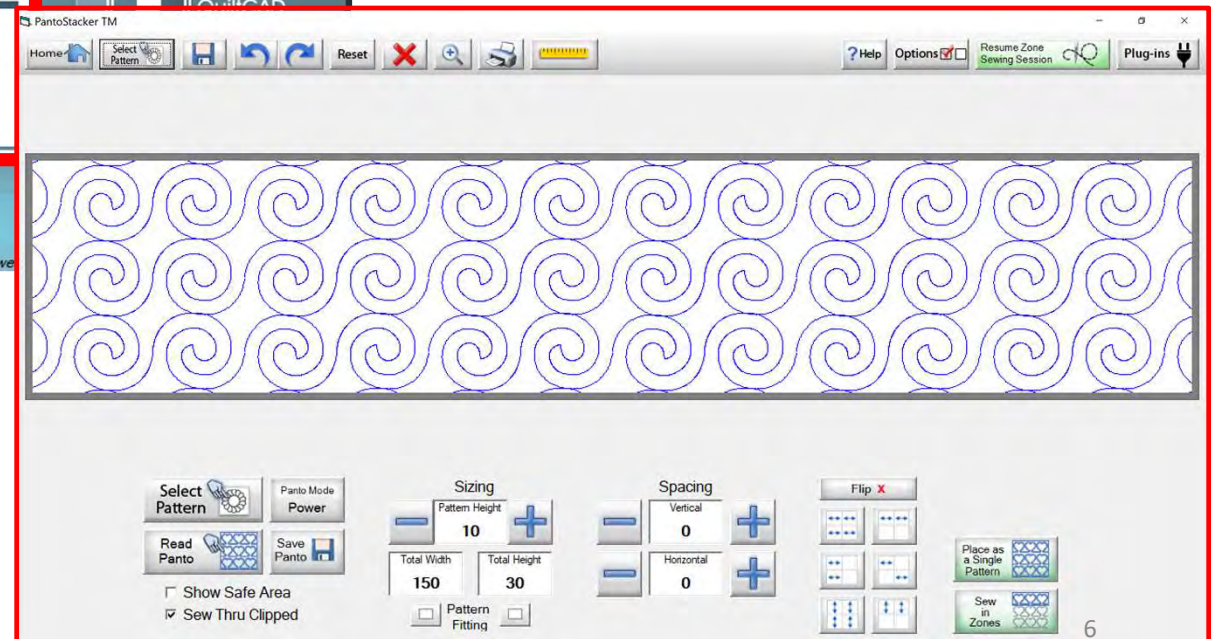 QuiltCAD
PantoStacker TM
Home
Select
Pattern
Reset
?Help
Options
Resume Zone
Sewing Session
Plug-ins
we
Select
Pattern
Panto Mode
Power
Read
Panto
Save
Panto
Show Safe Area
Sew Thru Clipped
Sizing
Pattern Height
10
Total Width
150
Total Height
30
Pattern
Fitting
Spacing
Vertical
0
Horizontal
0
Flip X
Place as
a Single
Pattern
Sew
in
Zones
6